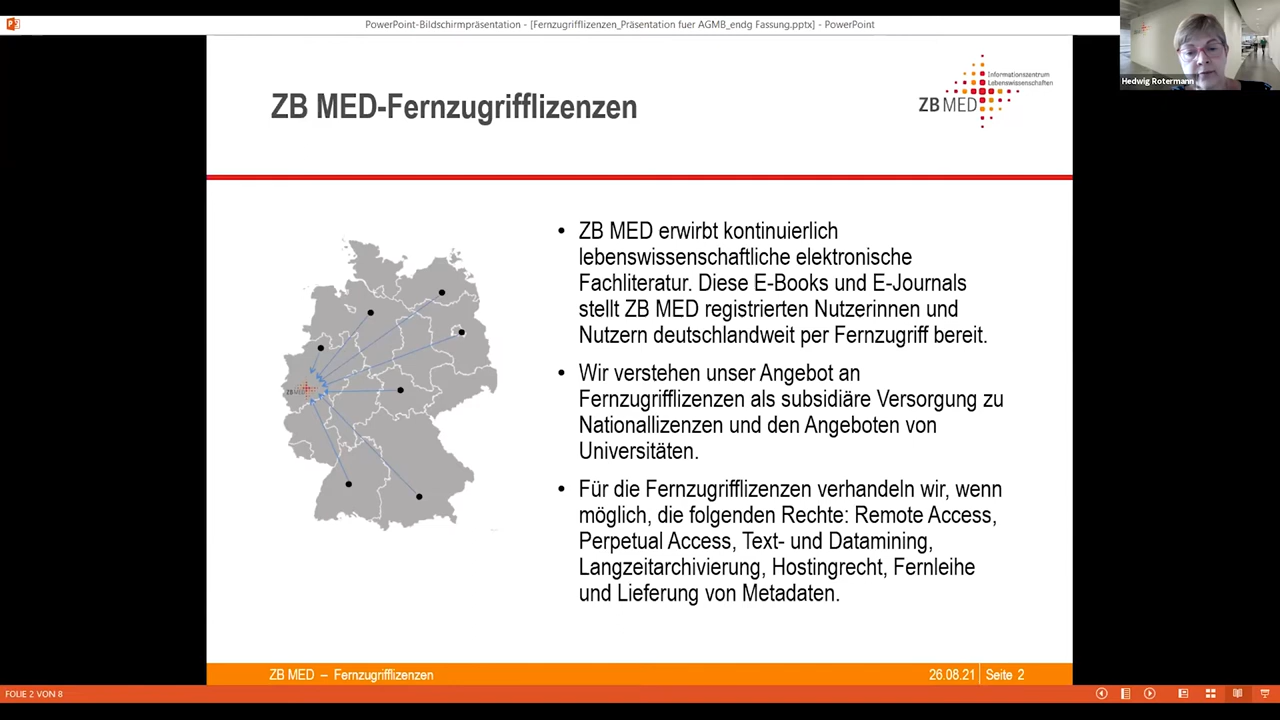 PowerPoint-Bildschirmpräsentation - [Fernzugrifflizenzen_Präsentation fuer AGMB_endg Fassung.pptx] - PowerPoint
Hedwig Rotermann
ZB MED-Fernzugrifflizenzen
Informationszentrum
Lebenswissenschaften
ZB MED
• ZB MED erwirbt kontinuierlich
lebenswissenschaftliche elektronische
Fachliteratur. Diese E-Books und E-Journals
stellt ZB MED registrierten Nutzerinnen und
Nutzern deutschlandweit per Fernzugriff bereit.
• Wir verstehen unser Angebot an
Fernzugrifflizenzen als subsidiäre Versorgung zu
Nationallizenzen und den Angeboten von
Universitäten.
• Für die Fernzugrifflizenzen verhandeln wir, wenn
möglich, die folgenden Rechte: Remote Access,
Perpetual Access, Text- und Datamining,
Langzeitarchivierung, Hostingrecht, Fernleihe
und Lieferung von Metadaten.
ZB MED
ZB MED – Fernzugrifflizenzen
26.08.21 Seite 2
FOLIE 2 VON 8